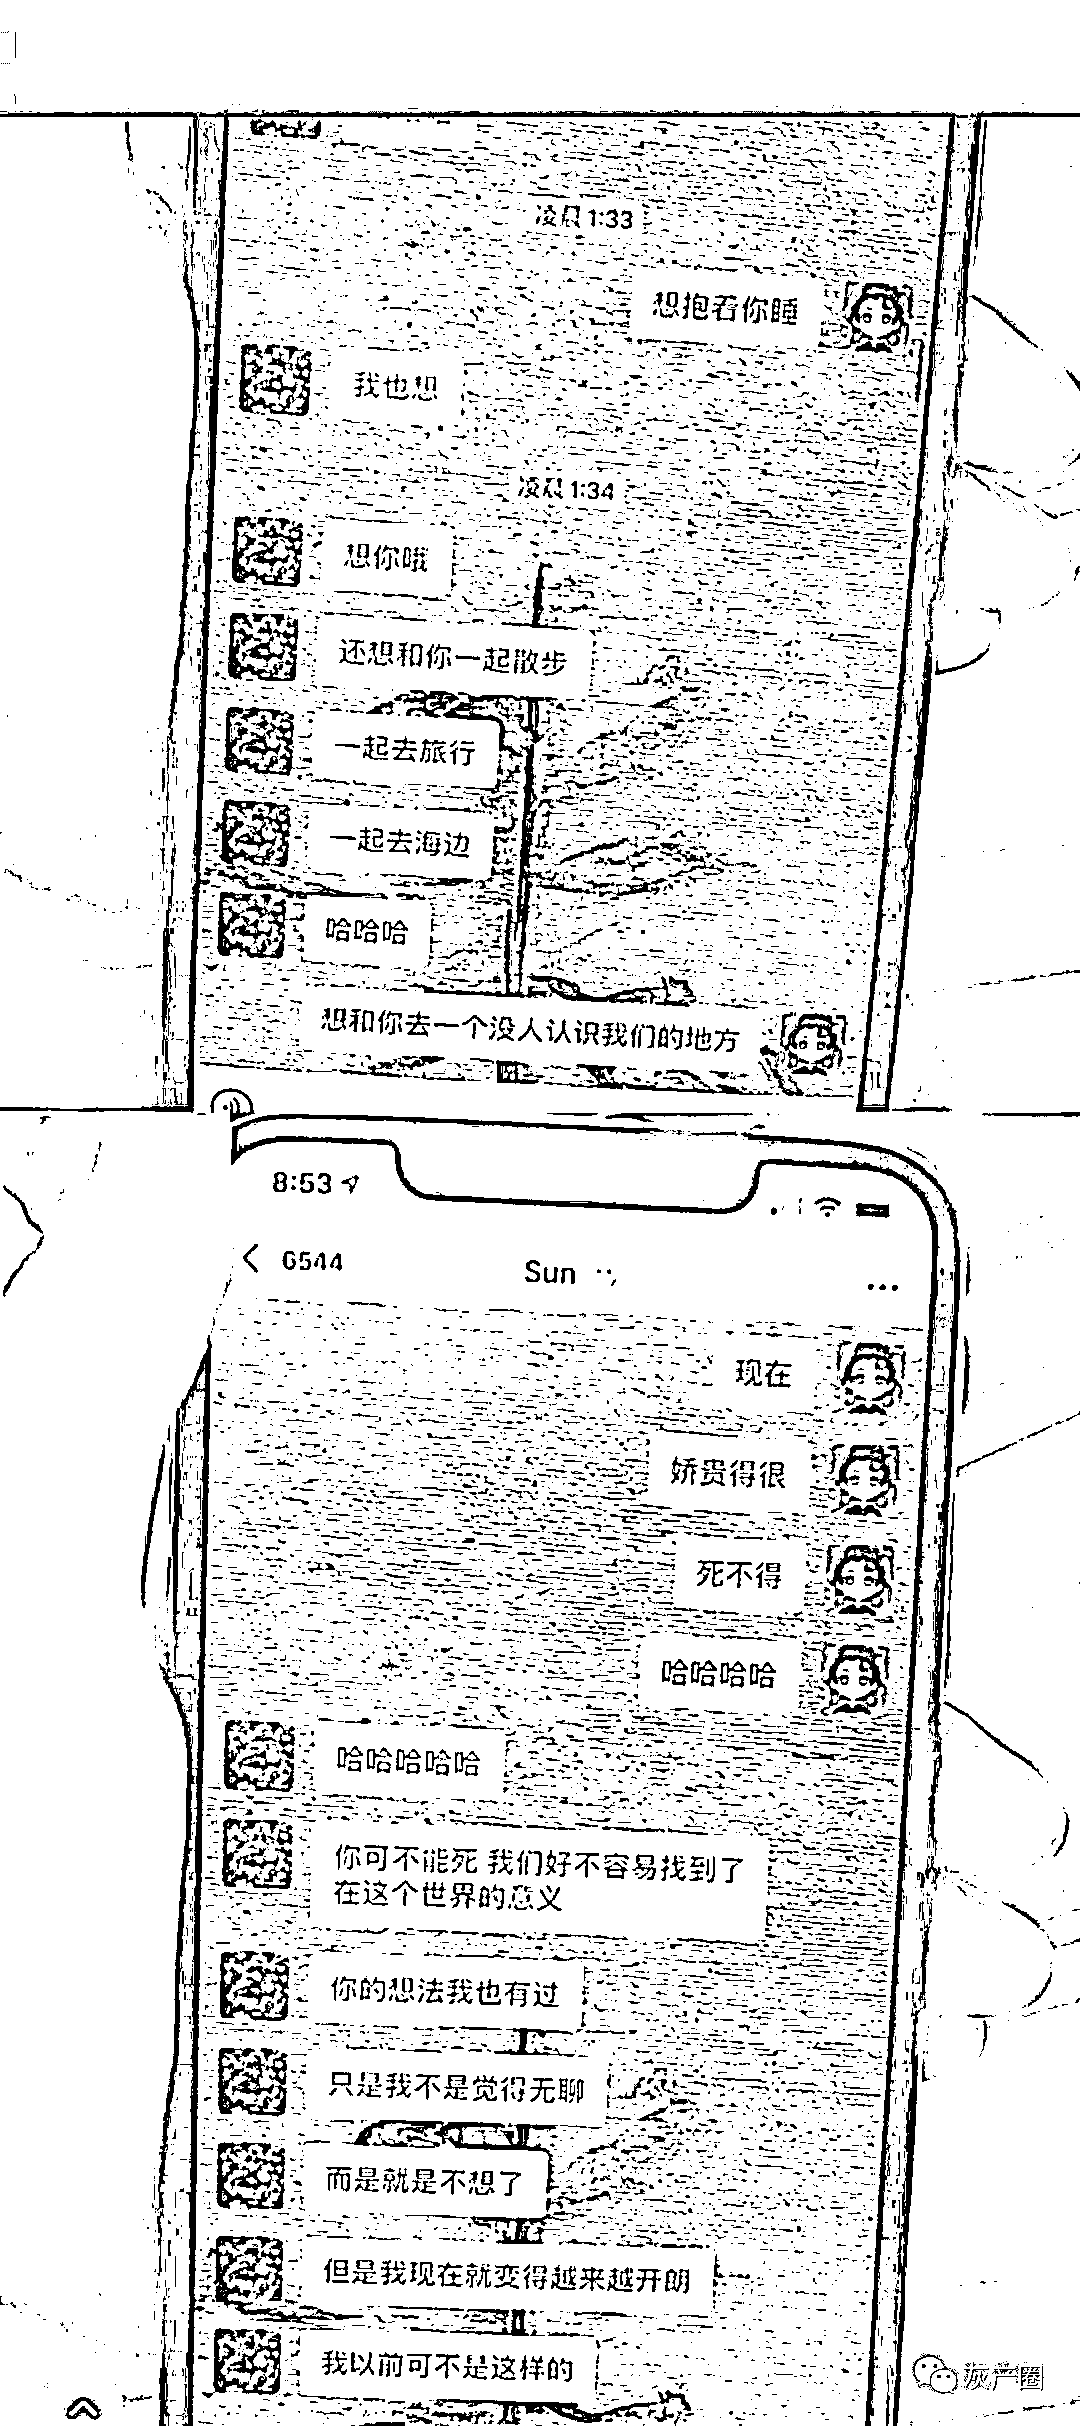 凌晨 1:33
想抱着你睡
我也想
凌晨 1:34
想你哦
还想和你一起散步
一起去旅行
一起去海边
哈哈哈
想和你去一个没人认识我们的地方
8:53
6544
Sun
现在
娇贵得很
死不得
哈哈哈哈
哈哈哈哈哈
你可不能死 我们好不容易找到了
在这个世界的意义
你的想法我也有过
只是我不是觉得无聊
而是就是不想了
但是我现在就变得越来越开朗
我以前可不是这样的
灰产圈